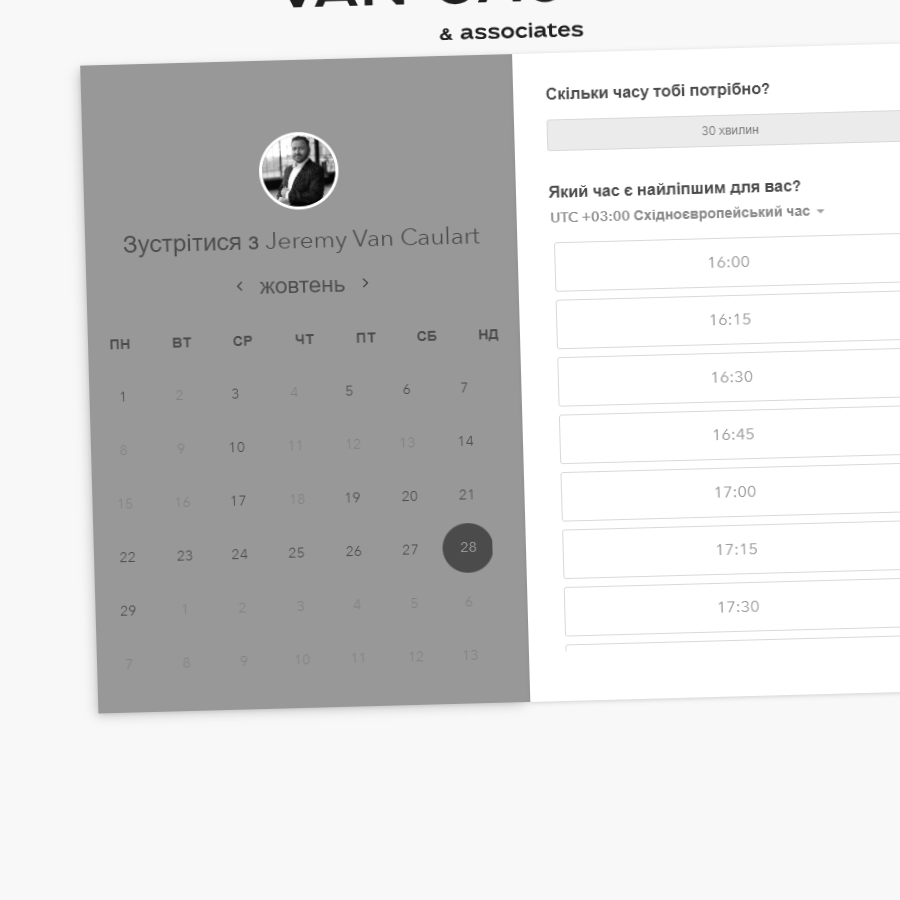 & associates
Зустрітися з Jeremy Van Caulart
жовтень
ПН ВТ СР ЧТ ПТ СБ НД
1 2 3 4 5 6 7
8 9 10 11 12 13 14
15 16 17 18 19 20 21
22 23 24 25 26 27 28
29 1 2 3 4 5 6
7 8 9 10 11 12 13
Скільки часу тобі потрібно?
30 хвилин
Який час є найліпшим для вас?
UTC +03:00 Східноєвропейський час
16:00
16:15
16:30
16:45
17:00
17:15
17:30